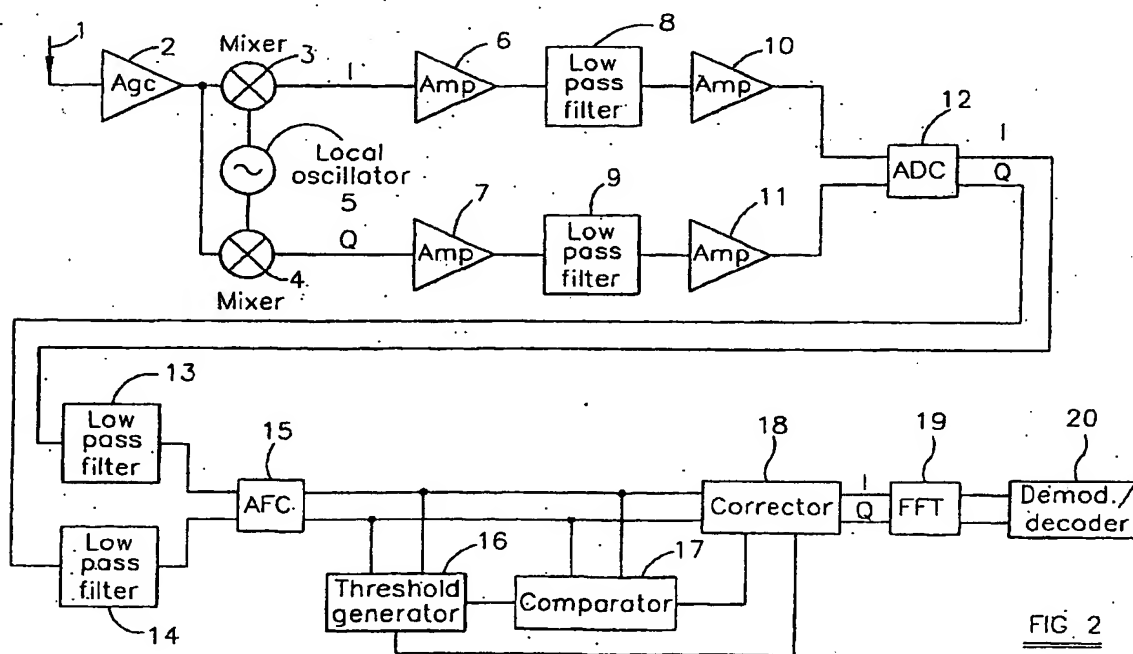 1
2
Agc
Mixer
3
I
6
Amp
8
Low
pass
filter
10
Amp
12
ADC
I
Q
Local
oscillator
5
Q
4
Mixer
7
Amp
9
Low
pass
filter
11
Amp
13
Low
pass
filter
14
Low
pass
filter
15
AFC
16
Threshold
generator
17
Comparator
18
Corrector
I
Q
19
FFT
20
Demod./
decoder
FIG. 2